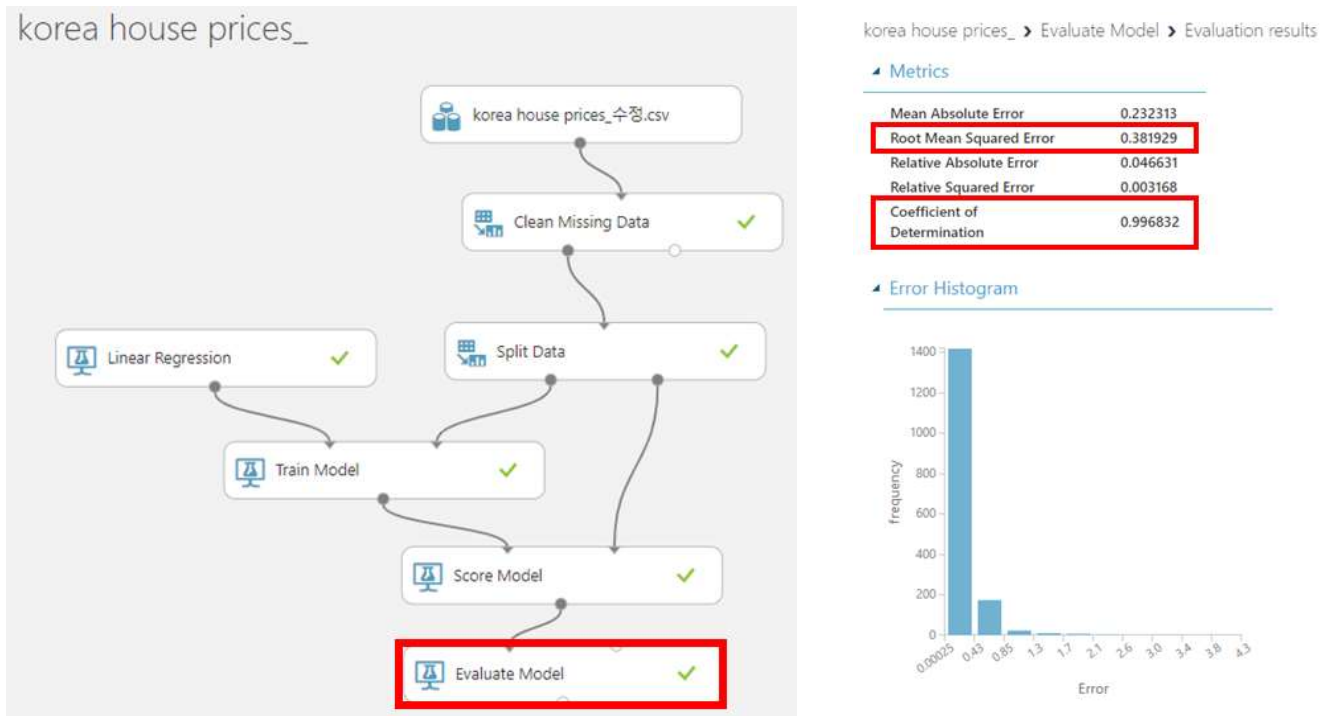 korea house prices_
korea house prices_수정.csv
Clean Missing Data
Linear Regression
Split Data
Train Model
Score Model
Evaluate Model
korea house prices_ › Evaluate Model › Evaluation results
Metrics
Mean Absolute Error 0.232313
Root Mean Squared Error 0.381929
Relative Absolute Error 0.046631
Relative Squared Error 0.003168
Coefficient of
Determination 0.996832
Error Histogram
1400
1200
1000
800
600
400
200
0
frequency
0.00025 0.43 0.85 1.3 1.7 2.1 2.6 3.0 3.4 3.8 4.3
Error